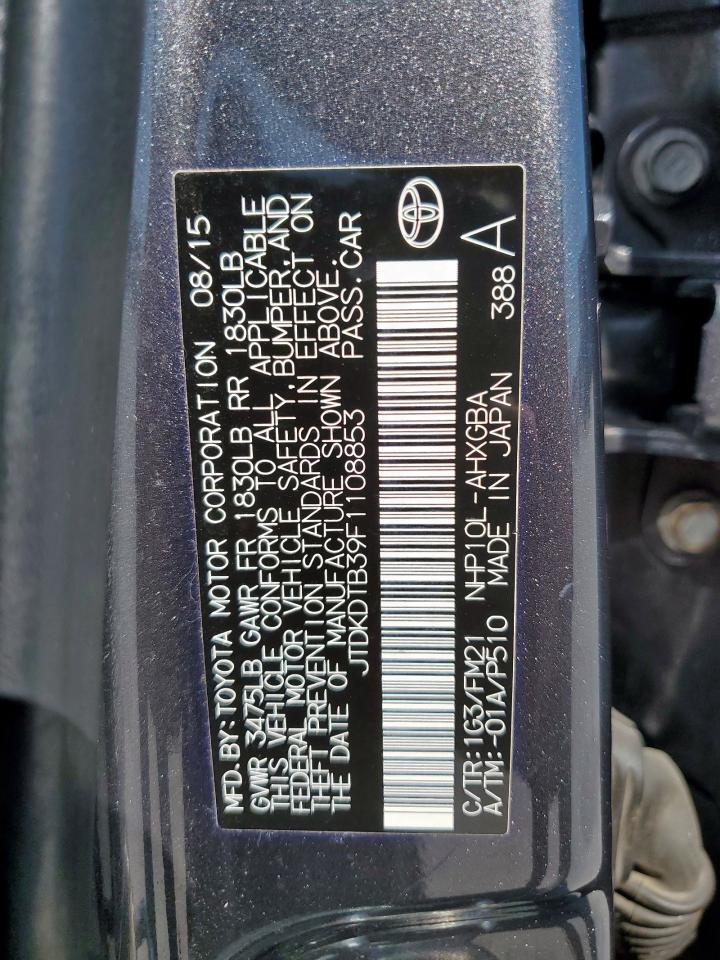 MFD.BY:TOYOTA MOTOR CORPORATION 08/15
GVWR 3475LB GAWR FR 1830LB RR 1830LB
THIS VEHICLE CONFORMS TO ALL APPLICABLE
FEDERAL MOTOR VEHICLE SAFETY,BUMPER,AND
THEFT PREVENTION STANDARDS IN EFFECT ON
THE DATE OF MANUFACTURE SHOWN ABOVE.
JTDKDTB39F1108853 PASS.CAR
C/TR:1G3/FM21 NHP10L-AHXGBA
A/TM:-01A/P510 MADE IN JAPAN 388 A